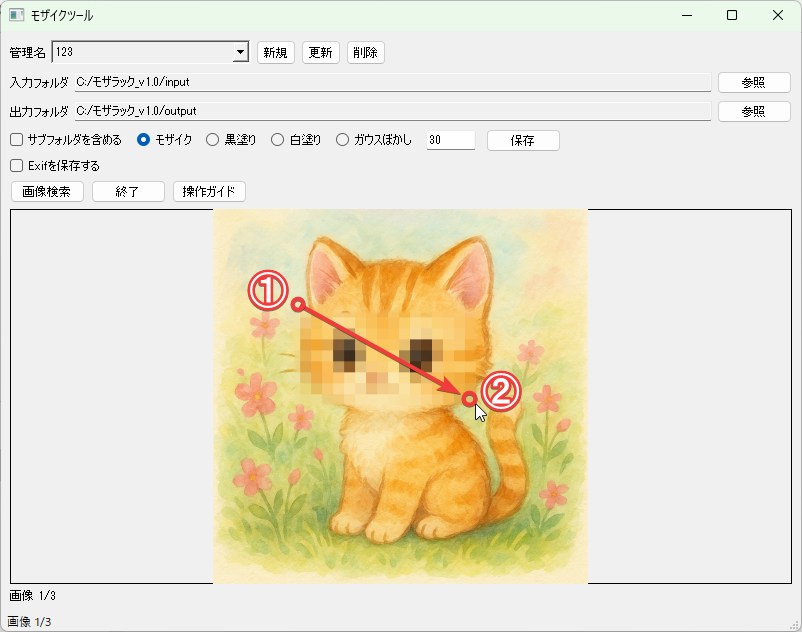 モザイクツール
管理名 123 新規 更新 削除
入力フォルダ C:/モザラック_v1.0/input 参照
出力フォルダ C:/モザラック_v1.0/output 参照
サブフォルダを含める モザイク 黒塗り 白塗り ガウスぼかし 30 保存
Exifを保存する
画像検索 終了 操作ガイド
①
②
画像 1/3
画像 1/3